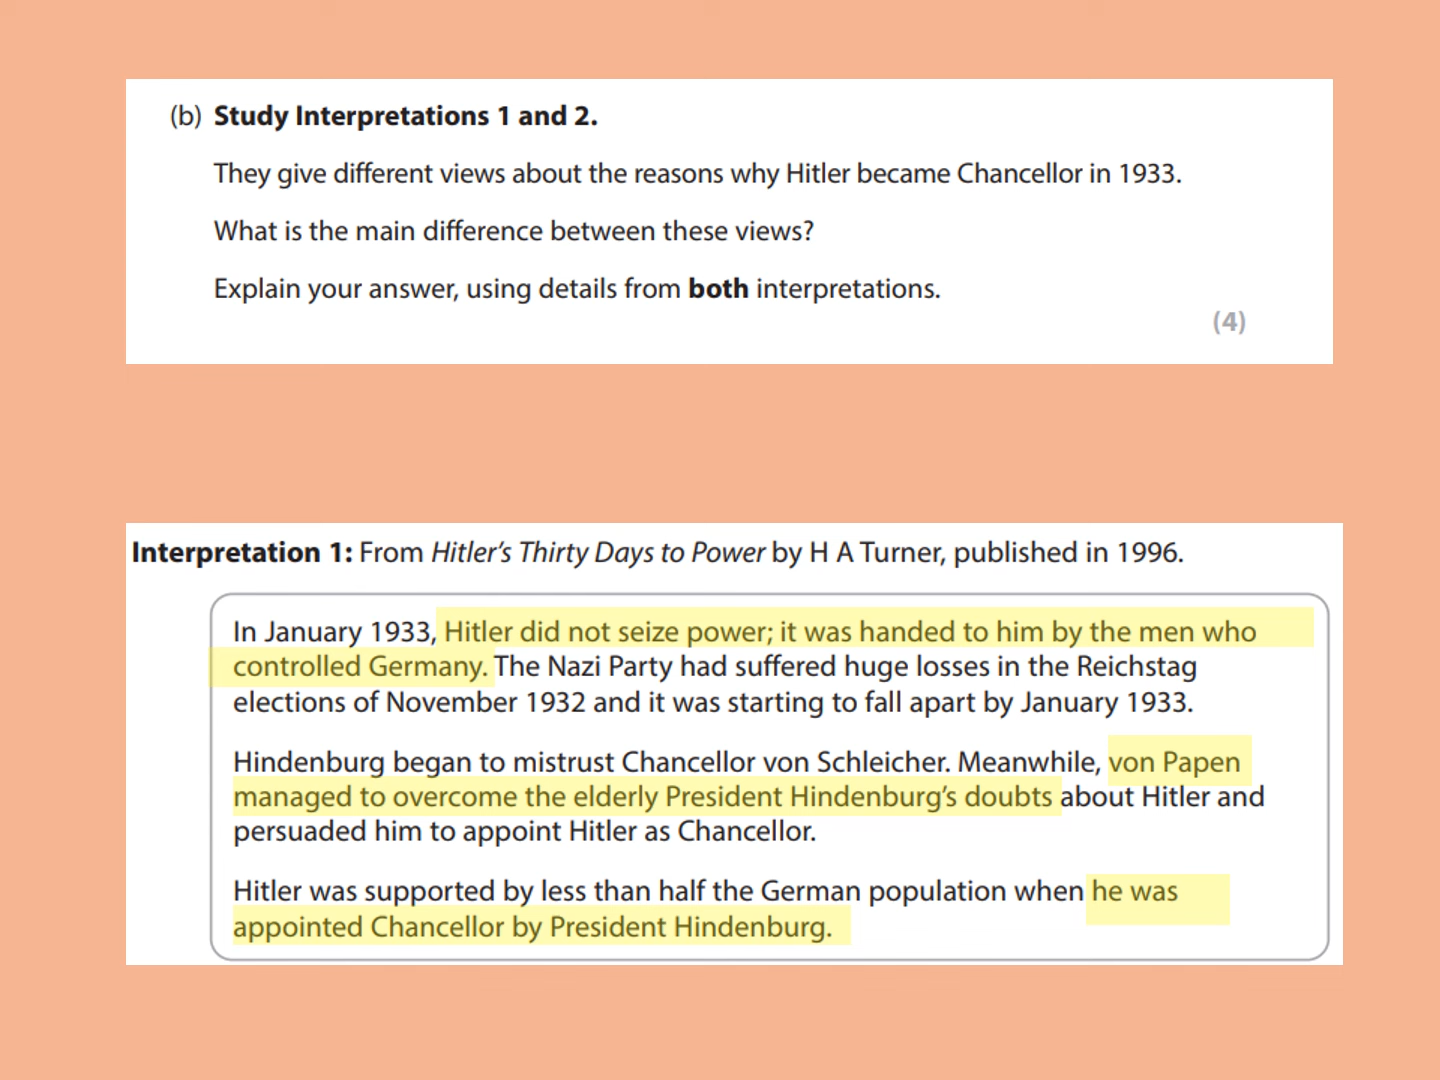 (b) Study Interpretations 1 and 2.
They give different views about the reasons why Hitler became Chancellor in 1933.
What is the main difference between these views?
Explain your answer, using details from both interpretations.
(4)
Interpretation 1: From Hitler's Thirty Days to Power by H A Turner, published in 1996.
In January 1933, Hitler did not seize power; it was handed to him by the men who
controlled Germany. The Nazi Party had suffered huge losses in the Reichstag
elections of November 1932 and it was starting to fall apart by January 1933.
Hindenburg began to mistrust Chancellor von Schleicher. Meanwhile, von Papen
managed to overcome the elderly President Hindenburg's doubts about Hitler and
persuaded him to appoint Hitler as Chancellor.
Hitler was supported by less than half the German population when he was
appointed Chancellor by President Hindenburg.